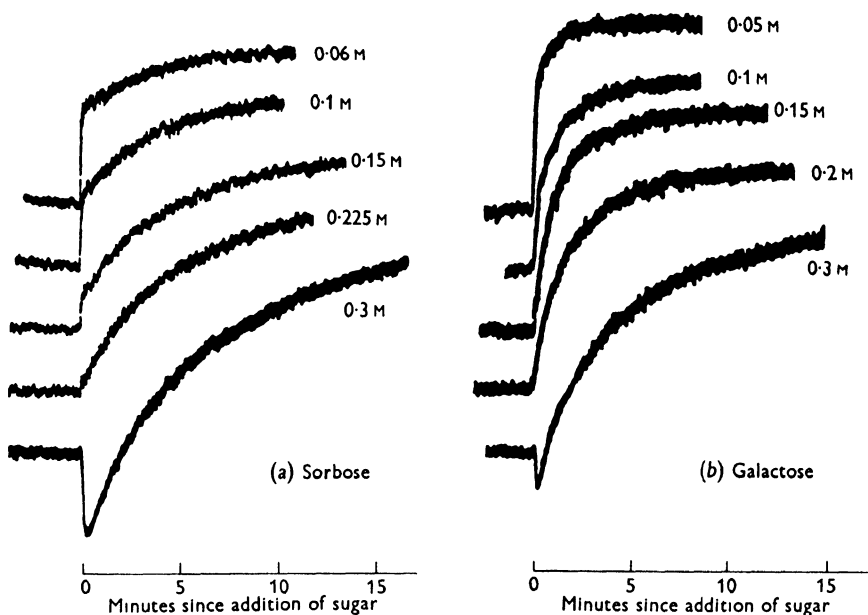 0·06 M
0·1 M
0·15 M
0·225 M
0·3 M
(a) Sorbose
0 5 10 15
Minutes since addition of sugar
0·05 M
0·1 M
0·15 M
0·2 M
0·3 M
(b) Galactose
0 5 10 15
Minutes since addition of sugar